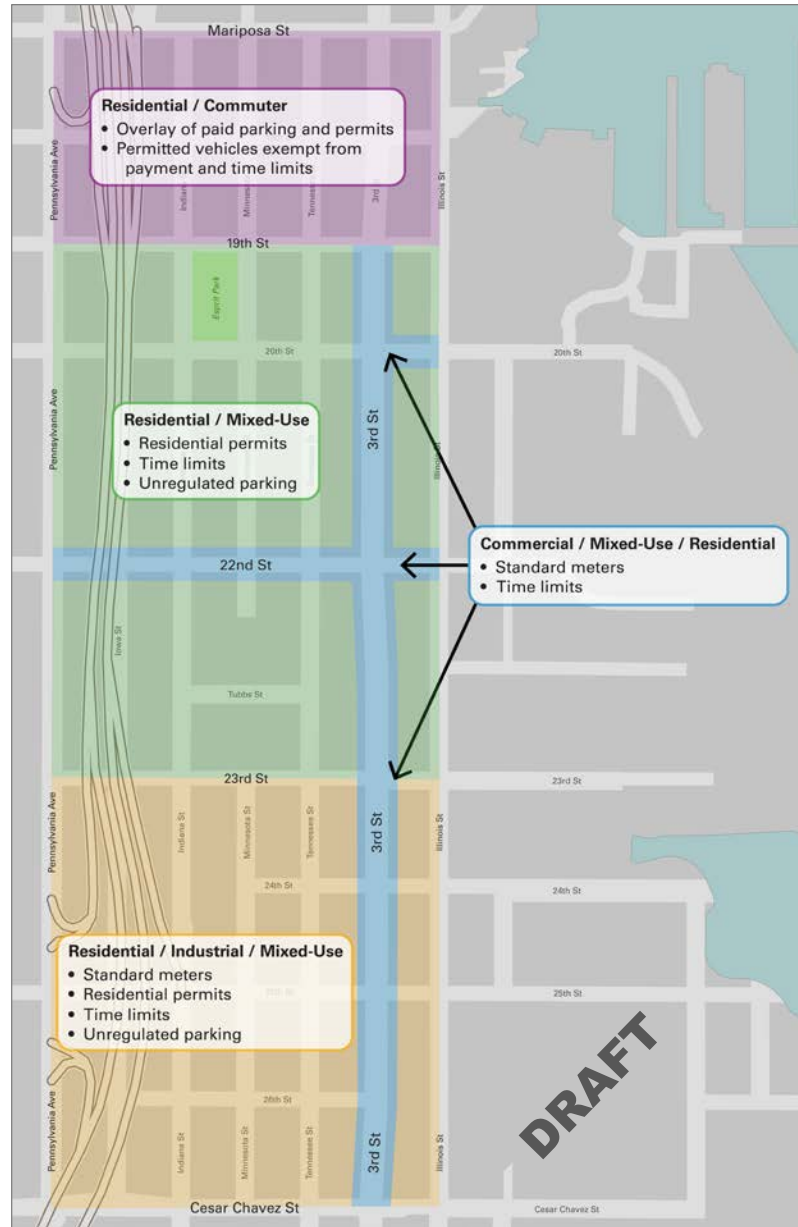 Mariposa St
Residential / Commuter
• Overlay of paid parking and permits
• Permitted vehicles exempt from
payment and time limits
Pennsylvania Ave
Indiana
Minnesota
Tennessee
3rd St
Illinois St
19th St
Esprit Park
20th St
20th St
Pennsylvania Ave
3rd St
Illinois St
Residential / Mixed-Use
• Residential permits
• Time limits
• Unregulated parking
Commercial / Mixed-Use / Residential
• Standard meters
• Time limits
22nd St
Iowa St
Tubbs St
23rd St
23rd St
Pennsylvania Ave
Indiana St
Minnesota St
Tennessee St
3rd St
Illinois St
24th St
24th St
Residential / Industrial / Mixed-Use
• Standard meters
• Residential permits
• Time limits
• Unregulated parking
25th St
DRAFT
26th St
Pennsylvania Ave
Indiana St
Minnesota St
Tennessee St
3rd St
Illinois St
Cesar Chavez St
Cesar Chavez St